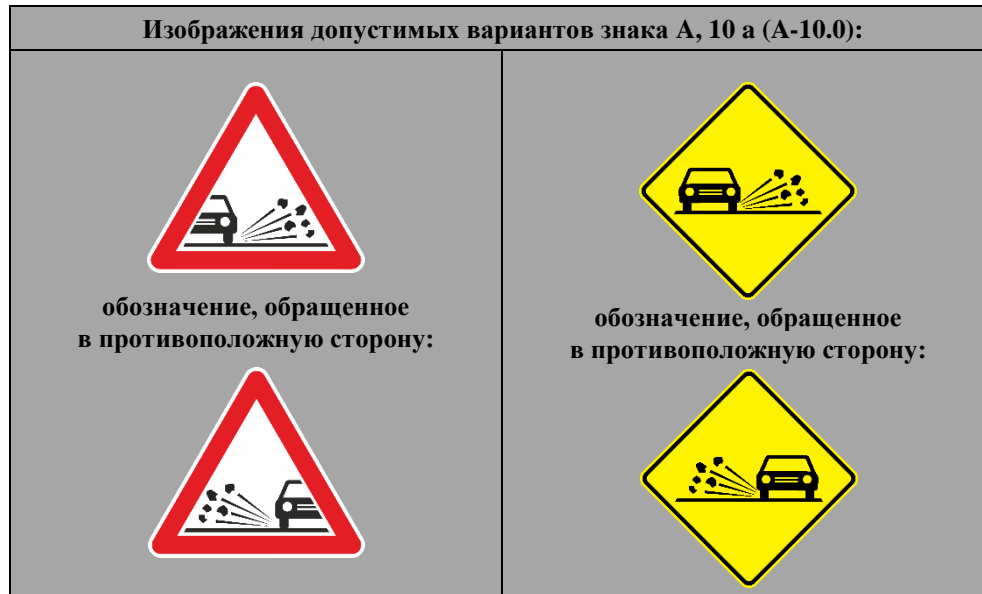 Изображения допустимых вариантов знака A, 10 a (A-10.0):
обозначение, обращенное
в противоположную сторону:
обозначение, обращенное
в противоположную сторону: